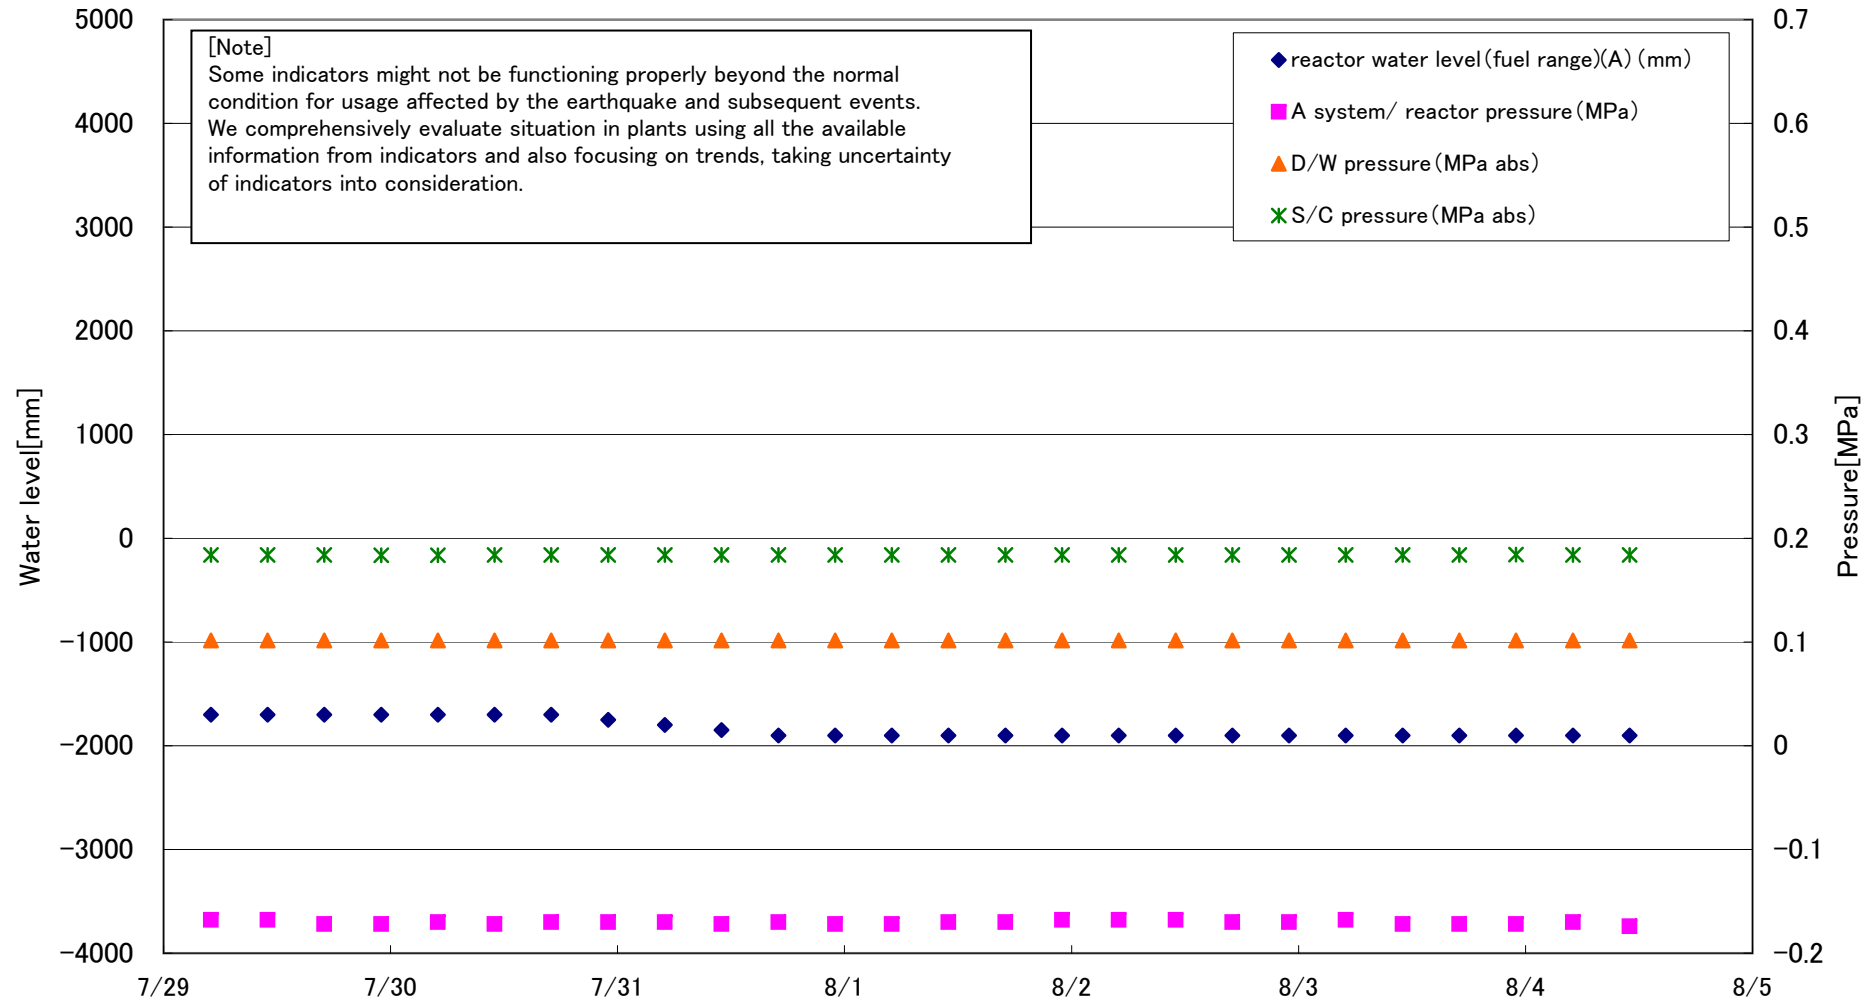 [Note]
Some indicators might not be functioning properly beyond the normal
condition for usage affected by the earthquake and subsequent events.
We comprehensively evaluate situation in plants using all the available
information from indicators and also focusing on trends, taking uncertainty
of indicators into consideration.
reactor water level(fuel range)(A) (mm)
A system/ reactor pressure(MPa)
D/W pressure(MPa abs)
S/C pressure(MPa abs)
Water level[mm]
5000
4000
3000
2000
1000
0
-1000
-2000
-3000
-4000
0.7
0.6
0.5
0.4
0.3
0.2
0.1
0
-0.1
-0.2
Pressure[MPa]
7/29
7/30
7/31
8/1
8/2
8/3
8/4
8/5